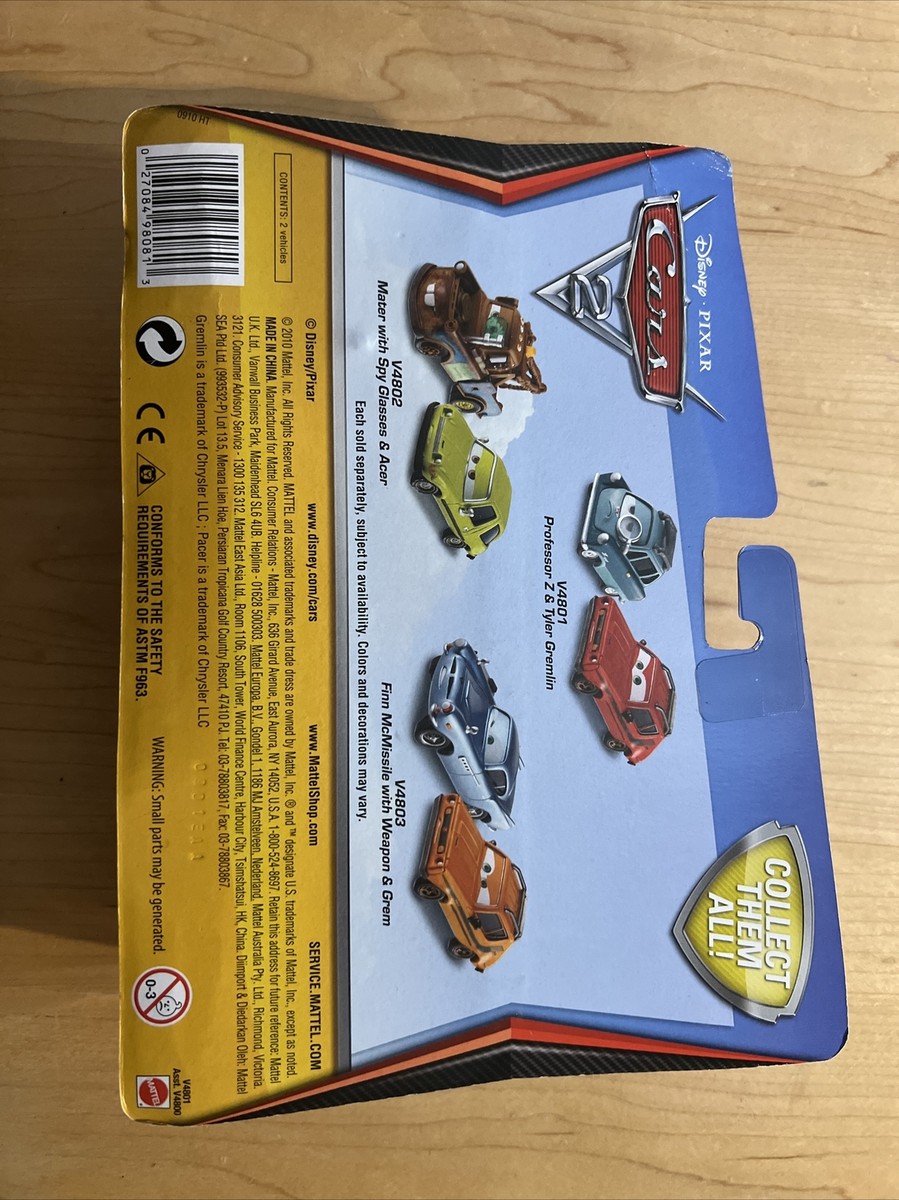 DISNEY · PIXAR
Cars
2
COLLECT
THEM
ALL!
V4801
Professor Z & Tyler Gremlin
V4802
Mater with Spy Glasses & Acer
V4803
Finn McMissile with Weapon & Grem
Each sold separately, subject to availability. Colors and decorations may vary.
© Disney/Pixar www.disney.com/cars www.MattelShop.com SERVICE.MATTEL.COM
CONTENTS: 2 vehicles
© 2010 Mattel, Inc. All Rights Reserved. MATTEL and associated trademarks and trade dress are owned by Mattel, Inc. ® and ™ designate U.S. trademarks of Mattel, Inc., except as noted.
MADE IN CHINA. Manufactured for Mattel. Consumer Relations - Mattel, Inc., 636 Girard Avenue, East Aurora, NY 14052, U.S.A. 1-800-524-8697. Retain this address for future reference: Mattel
U.K. Ltd., Vanwall Business Park, Maidenhead SL6 4UB. Helpline - 01628 500303. Mattel Europa, B.V., Gondel 1, 1186 MJ Amstelveen, Nederland. Mattel Australia Pty. Ltd., Richmond, Victoria.
3121. Consumer Advisory Service - 1300 135 312. Mattel East Asia Ltd., Room 1106, South Tower, World Finance Centre, Harbour City, Tsimshatsui, HK, China. Diimport & Diedarkan Oleh: Mattel
SEA Ptd Ltd. (993532-P) Lot 13.5, Menara Lien Hoe, Persiaran Tropicana Golf Country Resort, 47410 PJ. Tel: 03-78803817, Fax: 03-78803867.
Gremlin is a trademark of Chrysler LLC ; Pacer is a trademark of Chrysler LLC
0 27084 98081 3
0910 HT
CE
CONFORMS TO THE SAFETY
REQUIREMENTS OF ASTM F963.
WARNING: Small parts may be generated.
0-3
V4801
Asst. V4800
MATTEL